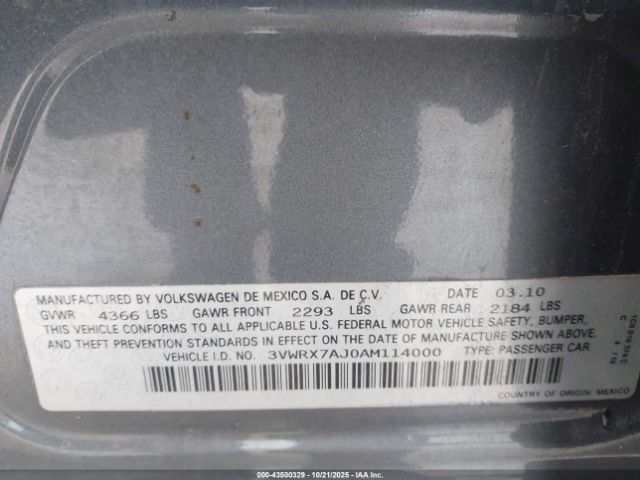 MANUFACTURED BY VOLKSWAGEN DE MEXICO S.A. DE C.V. DATE 03.10
GVWR 4366 LBS GAWR FRONT 2293 LBS GAWR REAR 2184 LBS
THIS VEHICLE CONFORMS TO ALL APPLICABLE U.S. FEDERAL MOTOR VEHICLE SAFETY, BUMPER,
AND THEFT PREVENTION STANDARDS IN EFFECT ON THE DATE OF MANUFACTURE SHOWN ABOVE.
VEHICLE I.D. NO. 3VWRX7AJ0AM114000 TYPE: PASSENGER CAR
COUNTRY OF ORIGIN: MEXICO
000-43500329 - 10/21/2025 - IAAI, Inc.